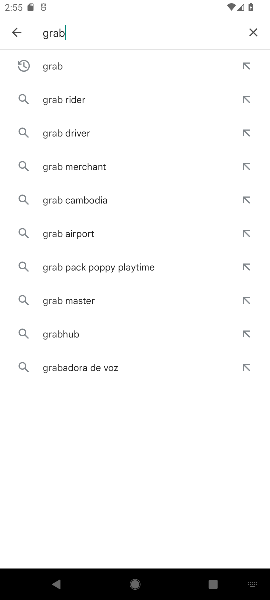 2:55
grab
grab
grab rider
grab driver
grab merchant
grab cambodia
grab airport
grab pack poppy playtime
grab master
grabhub
grabadora de voz